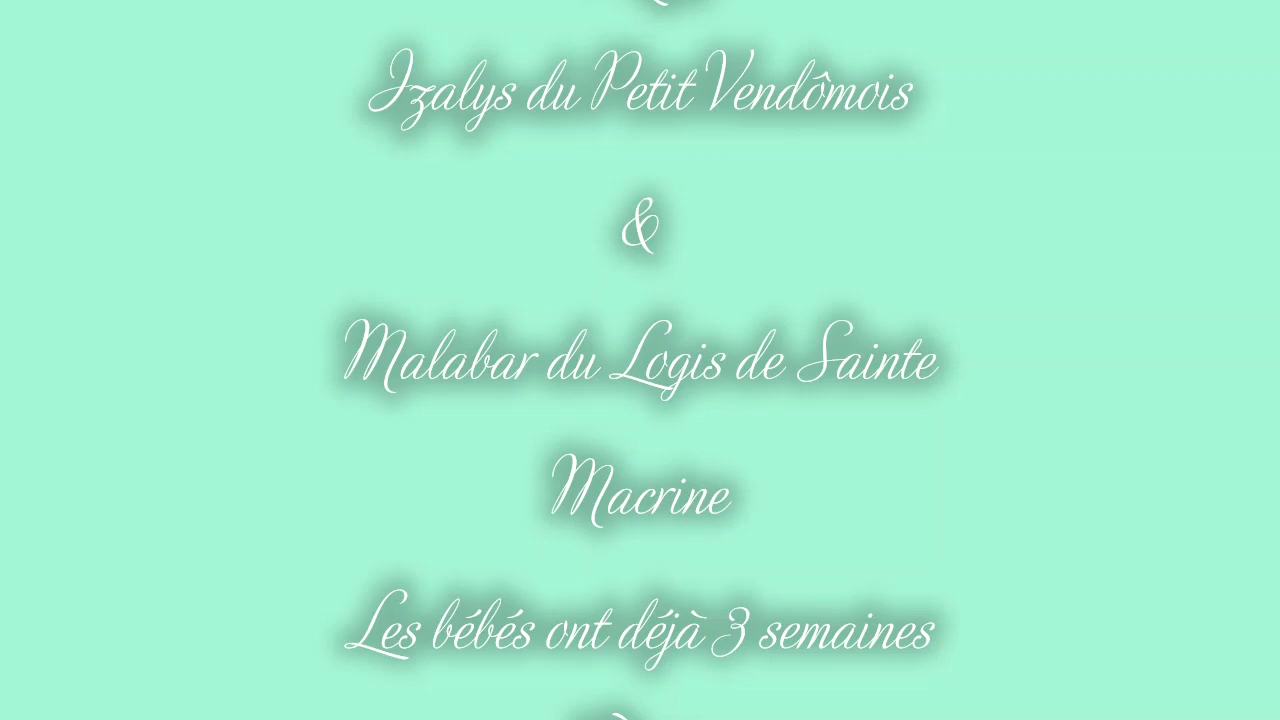 Izalys du Petit Vendômois
&
Malabar du Logis de Sainte
Macrine
Les bébés ont déjà 3 semaines